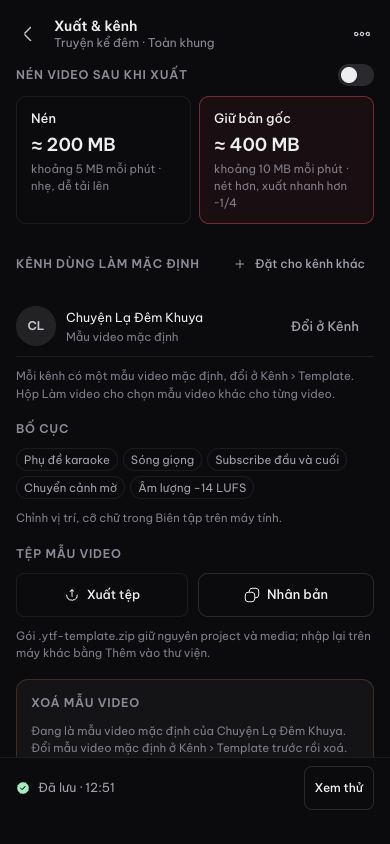 Xuất & kênh
Truyện kể đêm · Toàn khung
NÉN VIDEO SAU KHI XUẤT
Nén
≈ 200 MB
khoảng 5 MB mỗi phút ·
nhẹ, dễ tải lên
Giữ bản gốc
≈ 400 MB
khoảng 10 MB mỗi phút ·
nét hơn, xuất nhanh hơn
~1/4
KÊNH DÙNG LÀM MẶC ĐỊNH
+ Đặt cho kênh khác
CL
Chuyện Lạ Đêm Khuya
Mẫu video mặc định
Đổi ở Kênh
Mỗi kênh có một mẫu video mặc định, đổi ở Kênh › Template.
Hộp Làm video cho chọn mẫu video khác cho từng video.
BỐ CỤC
Phụ đề karaoke
Sóng giọng
Subscribe đầu và cuối
Chuyển cảnh mờ
Âm lượng −14 LUFS
Chỉnh vị trí, cỡ chữ trong Biên tập trên máy tính.
TỆP MẪU VIDEO
Xuất tệp
Nhân bản
Gói .ytf-template.zip giữ nguyên project và media; nhập lại trên
máy khác bằng Thêm vào thư viện.
XOÁ MẪU VIDEO
Đang là mẫu video mặc định của Chuyện Lạ Đêm Khuya.
Đổi mẫu video mặc định ở Kênh › Template trước rồi xoá.
Đã lưu · 12:51
Xem thử